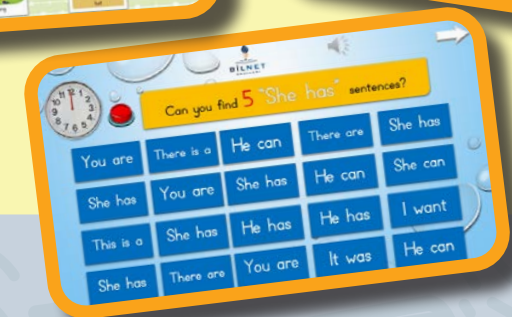 BİLNET
Can you find 5 "She has" sentences?
You are There is a He can There are She has
She has You are She has He can She can
This is a She has He has He has I want
She has There are You are It was He can